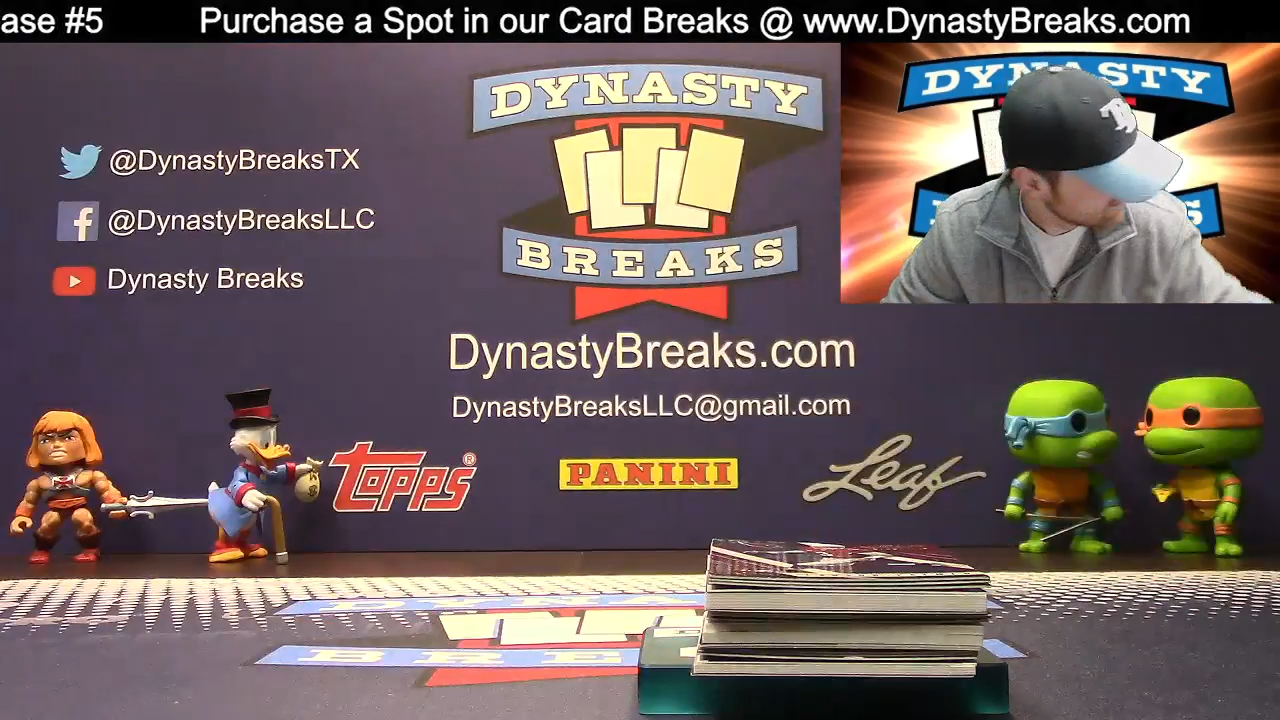 ase #5 Purchase a Spot in our Card Breaks @ www.DynastyBreaks.com
DYNASTY
BREAKS
@DynastyBreaksTX
@DynastyBreaksLLC
Dynasty Breaks
DynastyBreaks.com
DynastyBreaksLLC@gmail.com
TOPPS®
PANINI
Leaf
DYNASTY